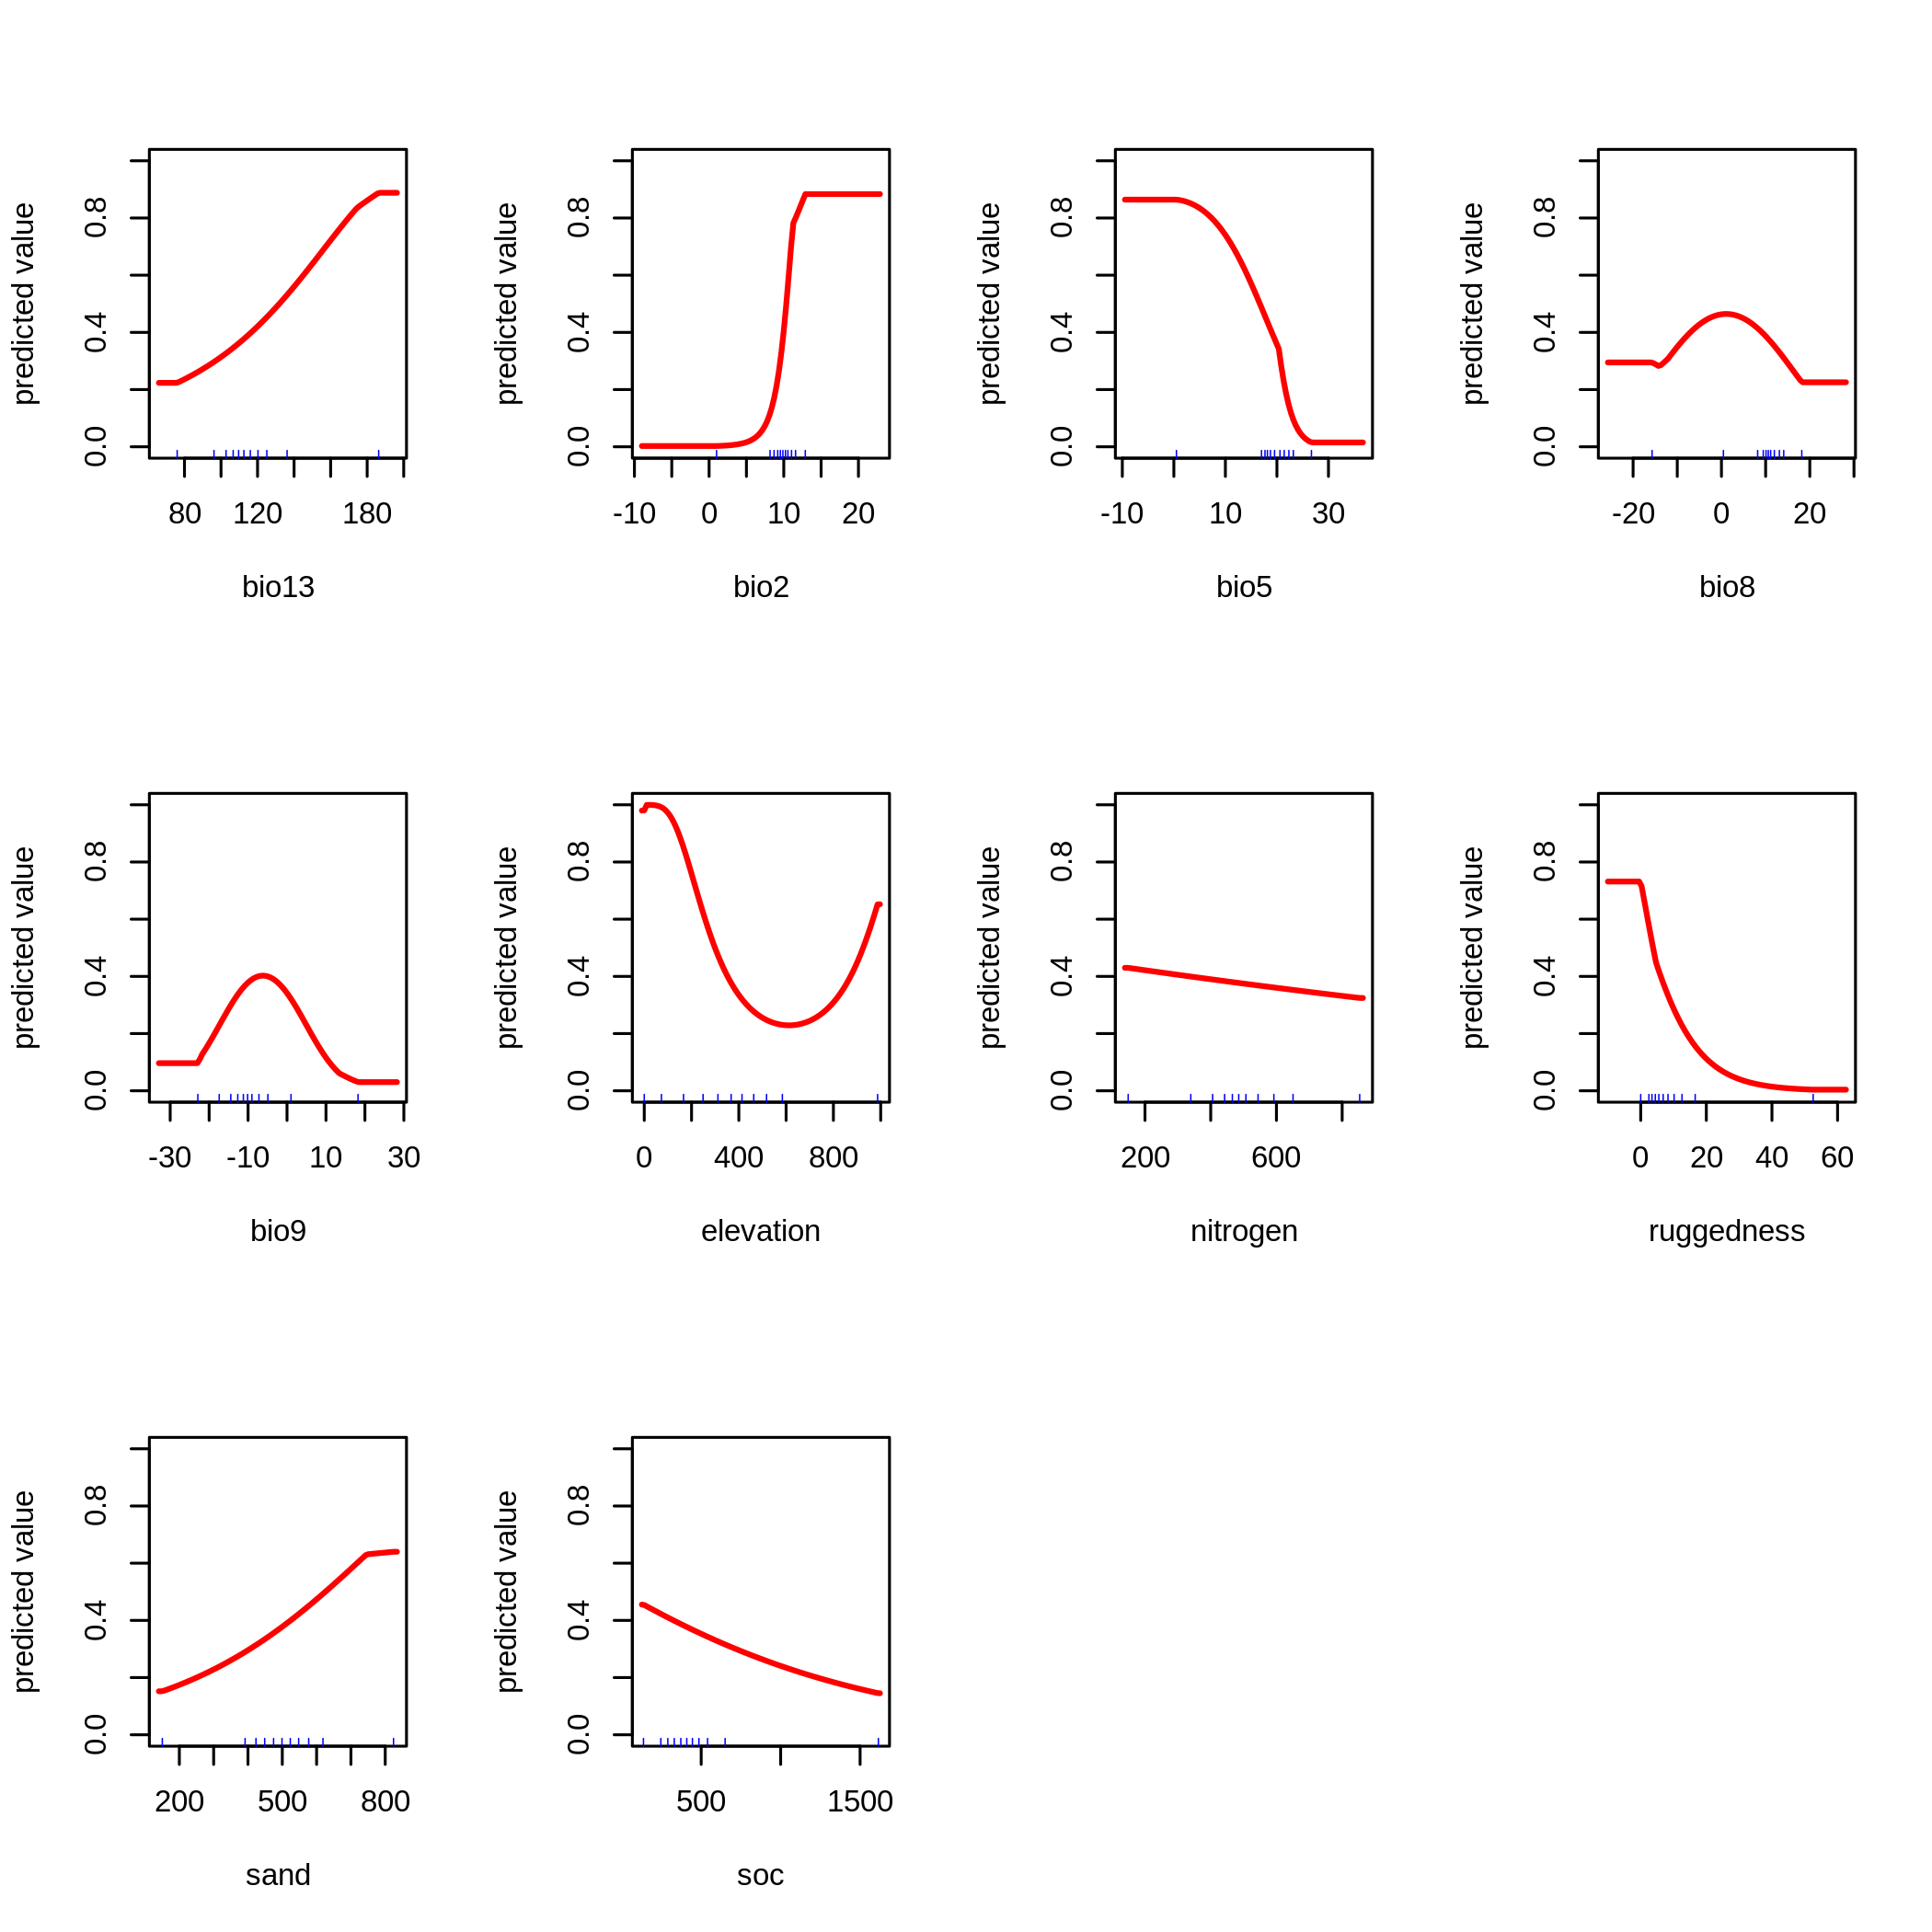 predicted value
0.0 0.4 0.8
80 120 180
bio13
predicted value
0.0 0.4 0.8
-10 0 10 20
bio2
predicted value
0.0 0.4 0.8
-10 10 30
bio5
predicted value
0.0 0.4 0.8
-20 0 20
bio8
predicted value
0.0 0.4 0.8
-30 -10 10 30
bio9
predicted value
0.0 0.4 0.8
0 400 800
elevation
predicted value
0.0 0.4 0.8
200 600
nitrogen
predicted value
0.0 0.4 0.8
0 20 40 60
ruggedness
predicted value
0.0 0.4 0.8
200 500 800
sand
predicted value
0.0 0.4 0.8
500 1500
soc